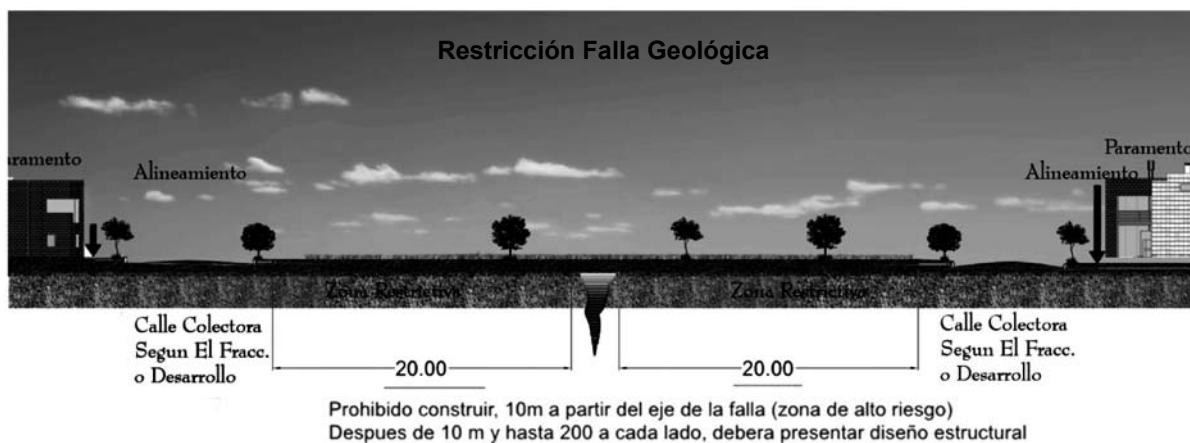 Restricción Falla Geológica
Paramento
Alineamiento
Alineamiento
Zona Restrictiva
Zona Restrictiva
Calle Colectora
Segun El Fracc.
o Desarrollo
20.00
20.00
Calle Colectora
Segun El Fracc.
o Desarrollo
Prohibido construir, 10m a partir del eje de la falla (zona de alto riesgo)
Despues de 10 m y hasta 200 a cada lado, debera presentar diseño estructural